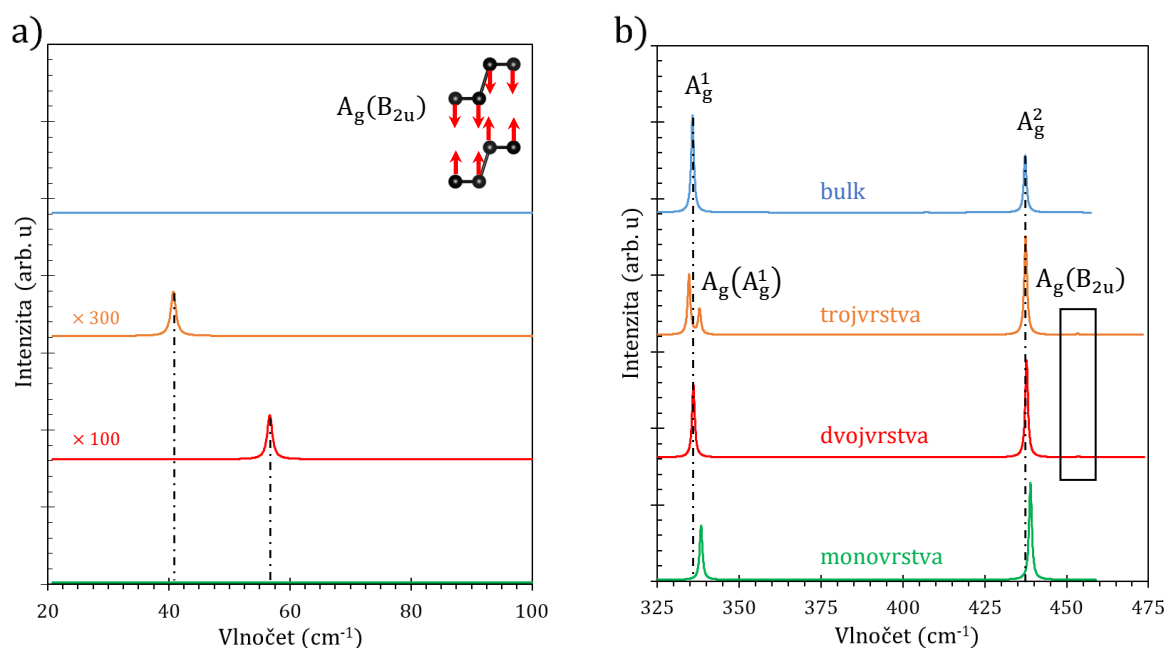 a)
A_g(B_2u)
× 300
× 100
Intenzita (arb. u)
20
40
60
80
100
Vlnočet (cm⁻¹)
b)
A_g^1
A_g^2
bulk
A_g(A_g^1)
A_g(B_2u)
trojvrstva
dvojvrstva
monovrstva
Intenzita (arb. u)
325
350
375
400
425
450
475
Vlnočet (cm⁻¹)